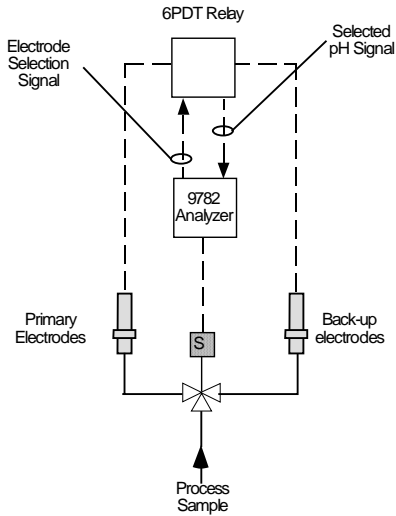 6PDT Relay
Electrode
Selection
Signal
Selected
pH Signal
9782
Analyzer
Primary
Electrodes
S
Back-up
electrodes
Process
Sample